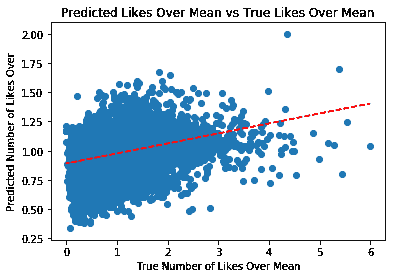 Predicted Likes Over Mean vs True Likes Over Mean
Predicted Number of Likes Over
2.00
1.75
1.50
1.25
1.00
0.75
0.50
0.25
0 1 2 3 4 5 6
True Number of Likes Over Mean